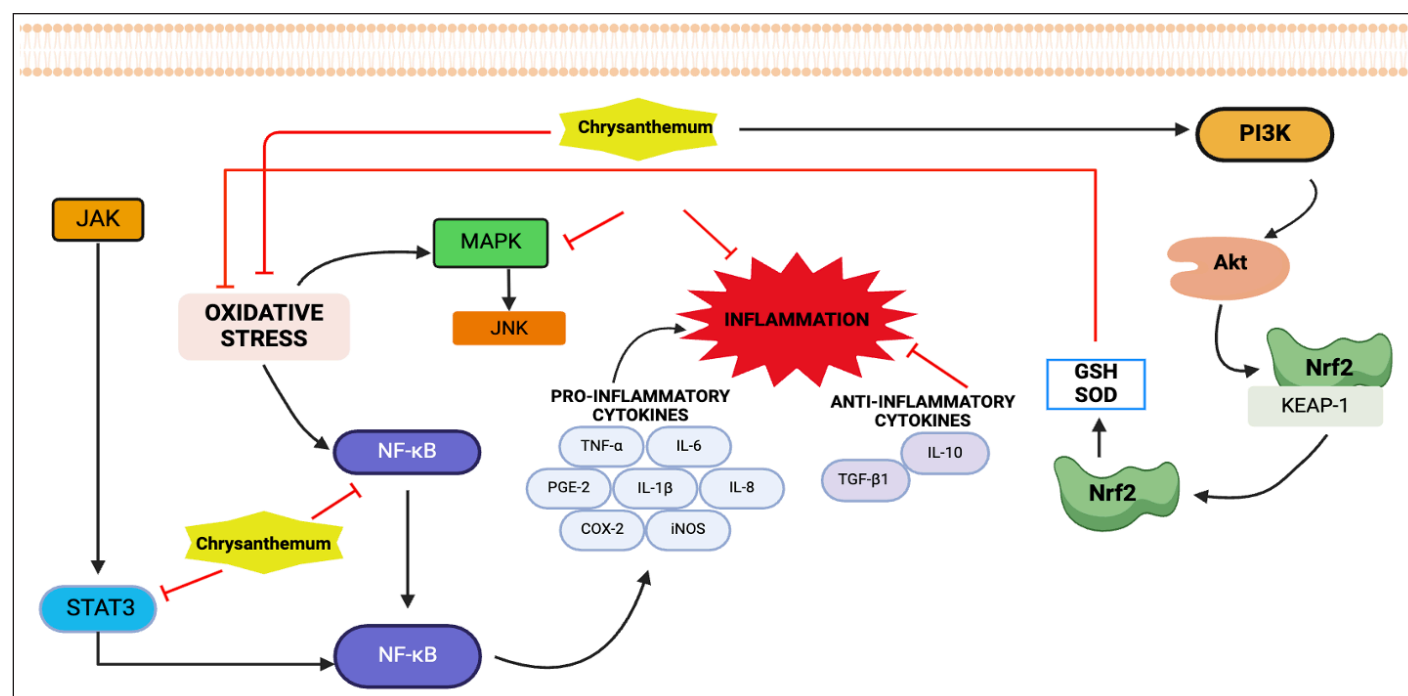 Chrysanthemum
PI3K
JAK
MAPK
Akt
OXIDATIVE
STRESS
JNK
INFLAMMATION
Nrf2
KEAP-1
GSH
SOD
PRO-INFLAMMATORY
CYTOKINES
ANTI-INFLAMMATORY
CYTOKINES
TNF-α
IL-6
IL-10
NF-κB
PGE-2
IL-1β
IL-8
TGF-β1
Nrf2
COX-2
iNOS
Chrysanthemum
STAT3
NF-κB